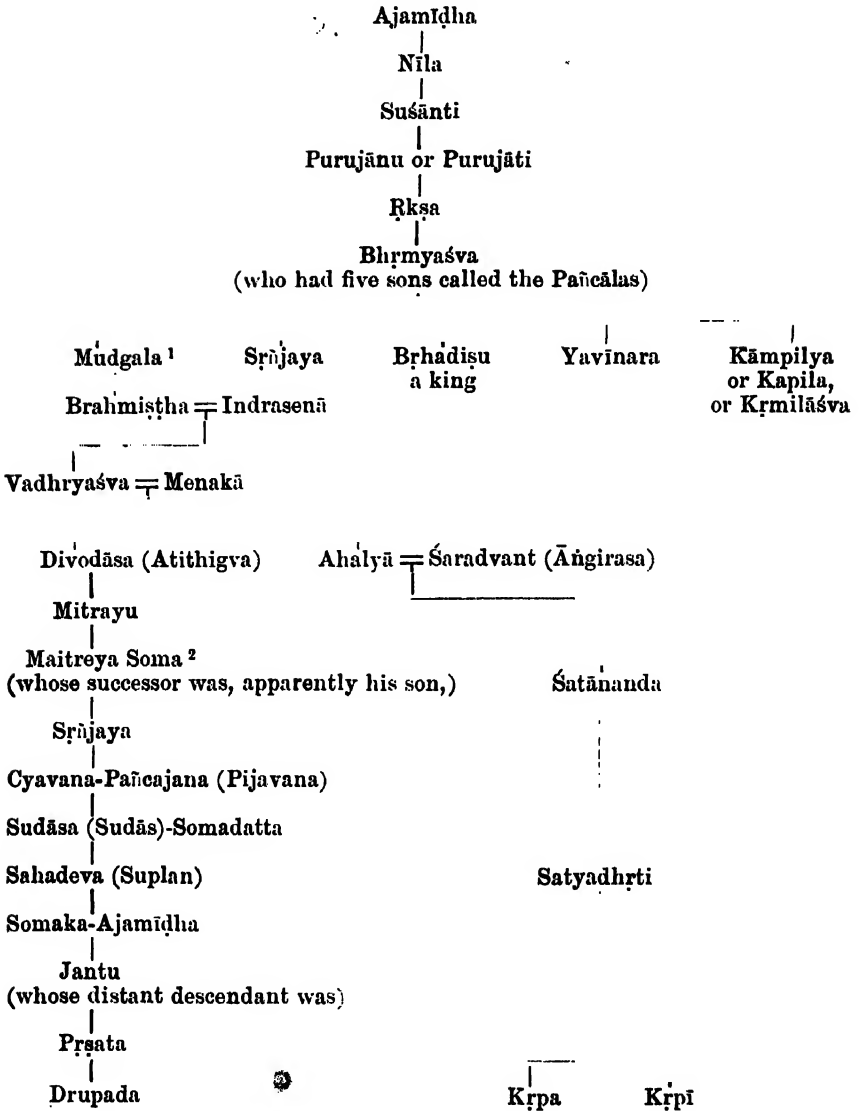 Ajamīḍha
Nīla
Suśānti
Purujānu or Purujāti
Ṛkṣa
Bhṛmyaśva
(who had five sons called the Pañcālas)
Mudgala ¹ Sṛñjaya Bṛhadiṣu Yavīnara Kāmpilya
a king or Kapila,
Brahmiṣṭha = Indrasenā or Kṛmilāśva
Vadhryaśva = Menakā
Divodāsa (Atithigva) Ahalyā = Śaradvant (Āṅgirasa)
Mitrayu
Maitreya Soma ²
(whose successor was, apparently his son,) Śatānanda
Sṛñjaya
Cyavana-Pañcajana (Pijavana)
Sudāsa (Sudās)-Somadatta
Sahadeva (Suplan) Satyadhṛti
Somaka-Ajamīḍha
Jantu
(whose distant descendant was)
Pṛṣata
Drupada Kṛpa Kṛpī